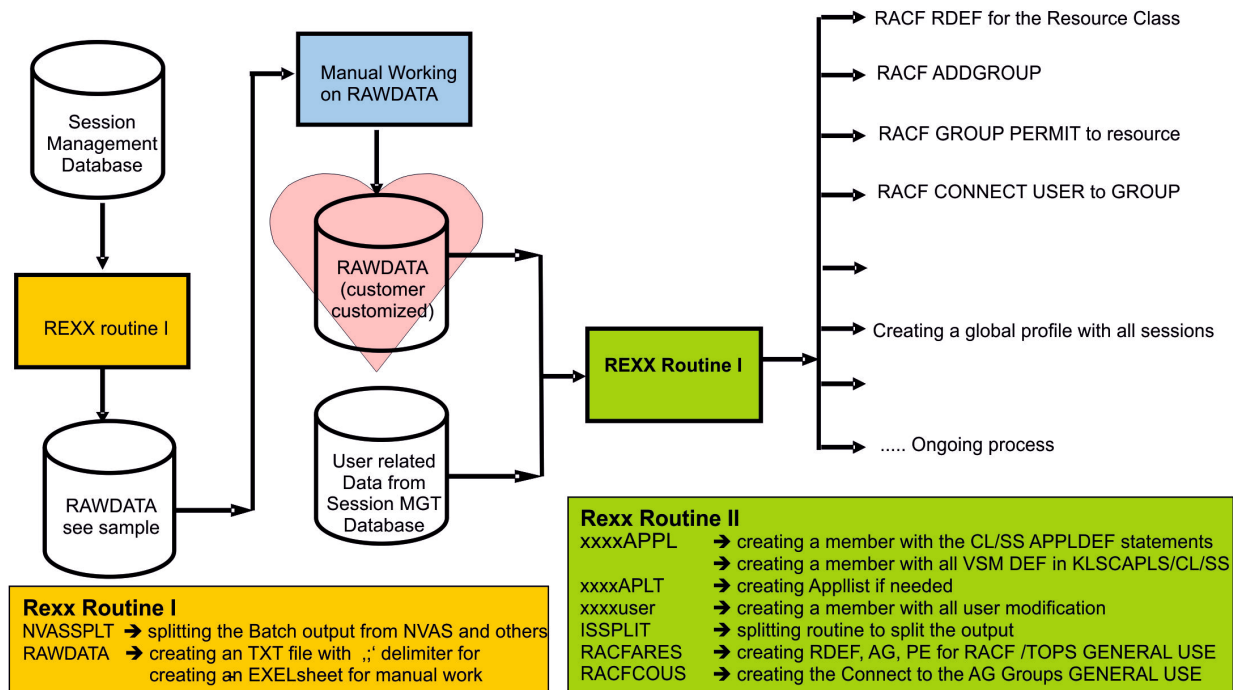 Session
Management
Database
REXX routine I
RAWDATA
see sample
Manual Working
on RAWDATA
RAWDATA
(customer
customized)
User related
Data from
Session MGT
Database
REXX Routine I
RACF RDEF for the Resource Class
RACF ADDGROUP
RACF GROUP PERMIT to resource
RACF CONNECT USER to GROUP
Creating a global profile with all sessions
..... Ongoing process
Rexx Routine I
NVASSPLT ➔ splitting the Batch output from NVAS and others
RAWDATA ➔ creating an TXT file with ‚;‘ delimiter for
creating an EXELsheet for manual work
Rexx Routine II
xxxxAPPL ➔ creating a member with the CL/SS APPLDEF statements
➔ creating a member with all VSM DEF in KLSCAPLS/CL/SS
xxxxAPLT ➔ creating Appllist if needed
xxxxuser ➔ creating a member with all user modification
ISSPLIT ➔ splitting routine to split the output
RACFARES ➔ creating RDEF, AG, PE for RACF /TOPS GENERAL USE
RACFCOUS ➔ creating the Connect to the AG Groups GENERAL USE